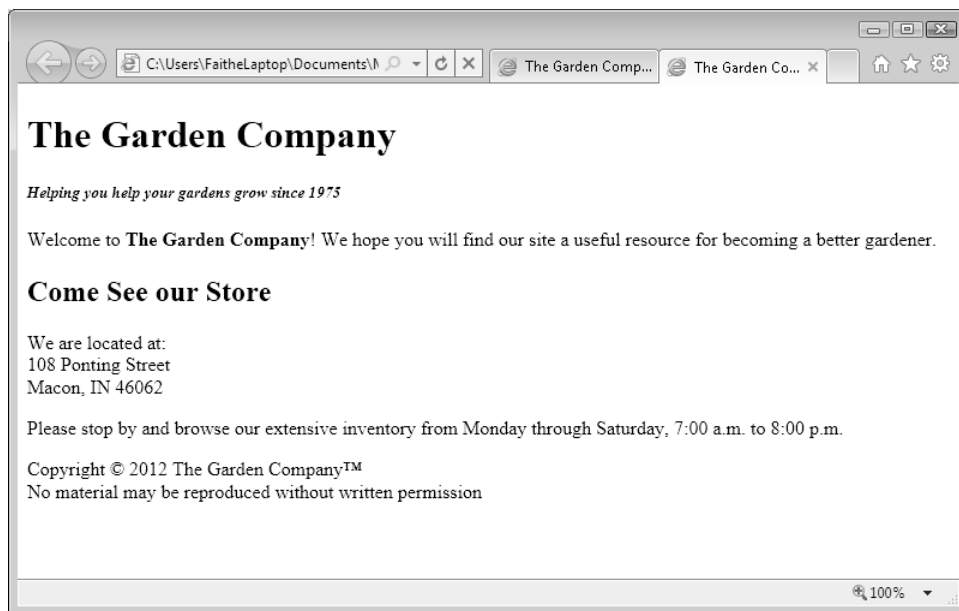 C:\Users\FaitheLaptop\Documents\
The Garden Comp...
The Garden Co...
The Garden Company
Helping you help your gardens grow since 1975
Welcome to The Garden Company! We hope you will find our site a useful resource for becoming a better gardener.
Come See our Store
We are located at:
108 Ponting Street
Macon, IN 46062
Please stop by and browse our extensive inventory from Monday through Saturday, 7:00 a.m. to 8:00 p.m.
Copyright © 2012 The Garden Company™
No material may be reproduced without written permission
100%